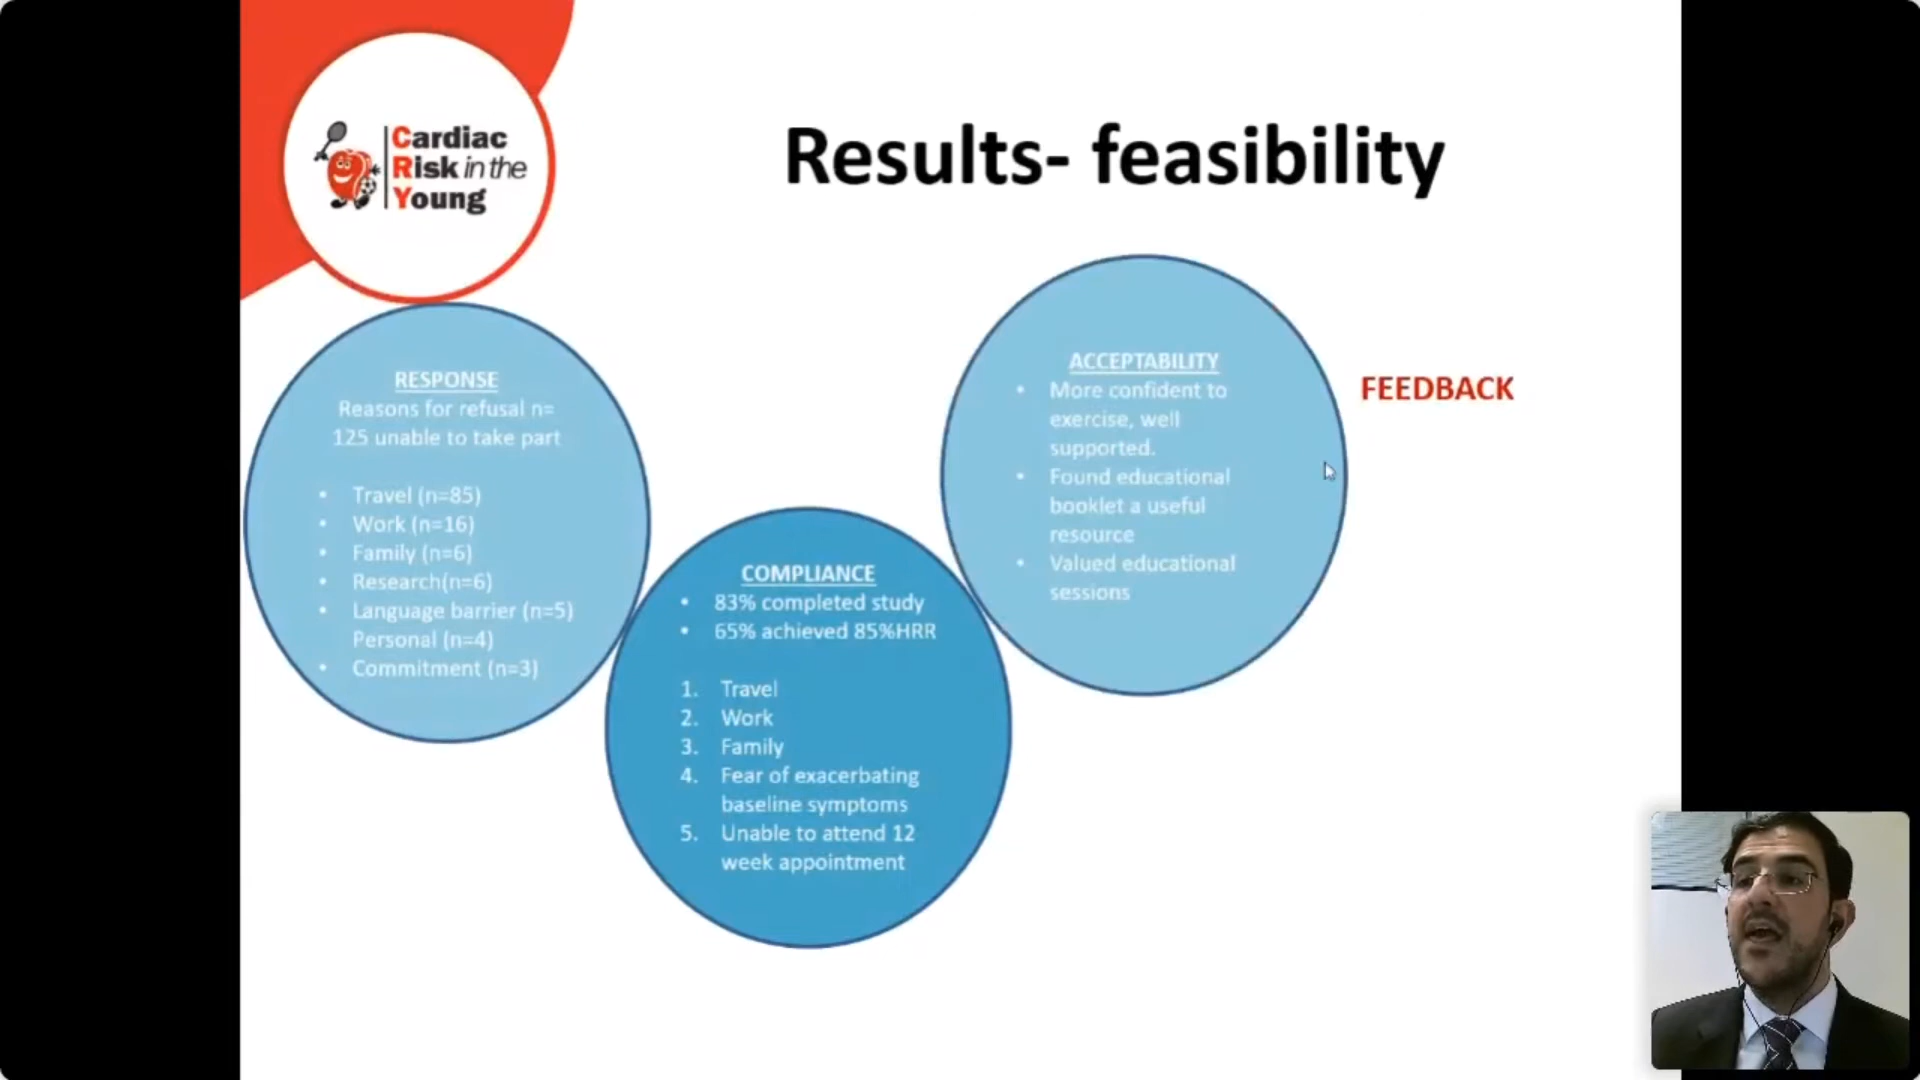 Cardiac
Risk in the
Young
Results- feasibility
RESPONSE
Reasons for refusal n=
125 unable to take part
• Travel (n=85)
• Work (n=16)
• Family (n=6)
• Research(n=6)
• Language barrier (n=5)
Personal (n=4)
• Commitment (n=3)
COMPLIANCE
• 83% completed study
• 65% achieved 85%HRR
1. Travel
2. Work
3. Family
4. Fear of exacerbating
baseline symptoms
5. Unable to attend 12
week appointment
ACCEPTABILITY
• More confident to
exercise, well
supported.
• Found educational
booklet a useful
resource
• Valued educational
sessions
FEEDBACK